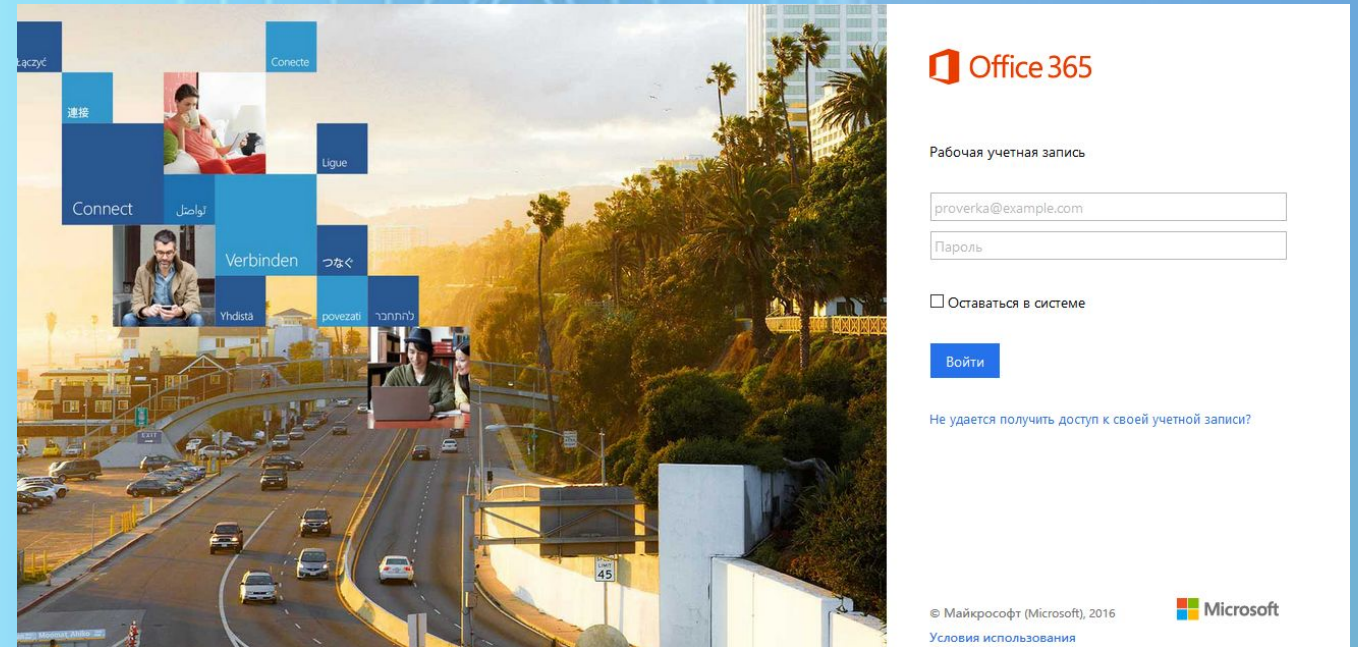 Łączyć
Conecte
連接
Ligue
Connect
تواصَل
Verbinden
つなぐ
Yhdistä
povezati
להתחבר
EXIT
LIMIT
45
Office 365
Рабочая учетная запись
proverka@example.com
Пароль
Оставаться в системе
Войти
Не удается получить доступ к своей учетной записи?
© Майкрософт (Microsoft), 2016
Microsoft
Условия использования